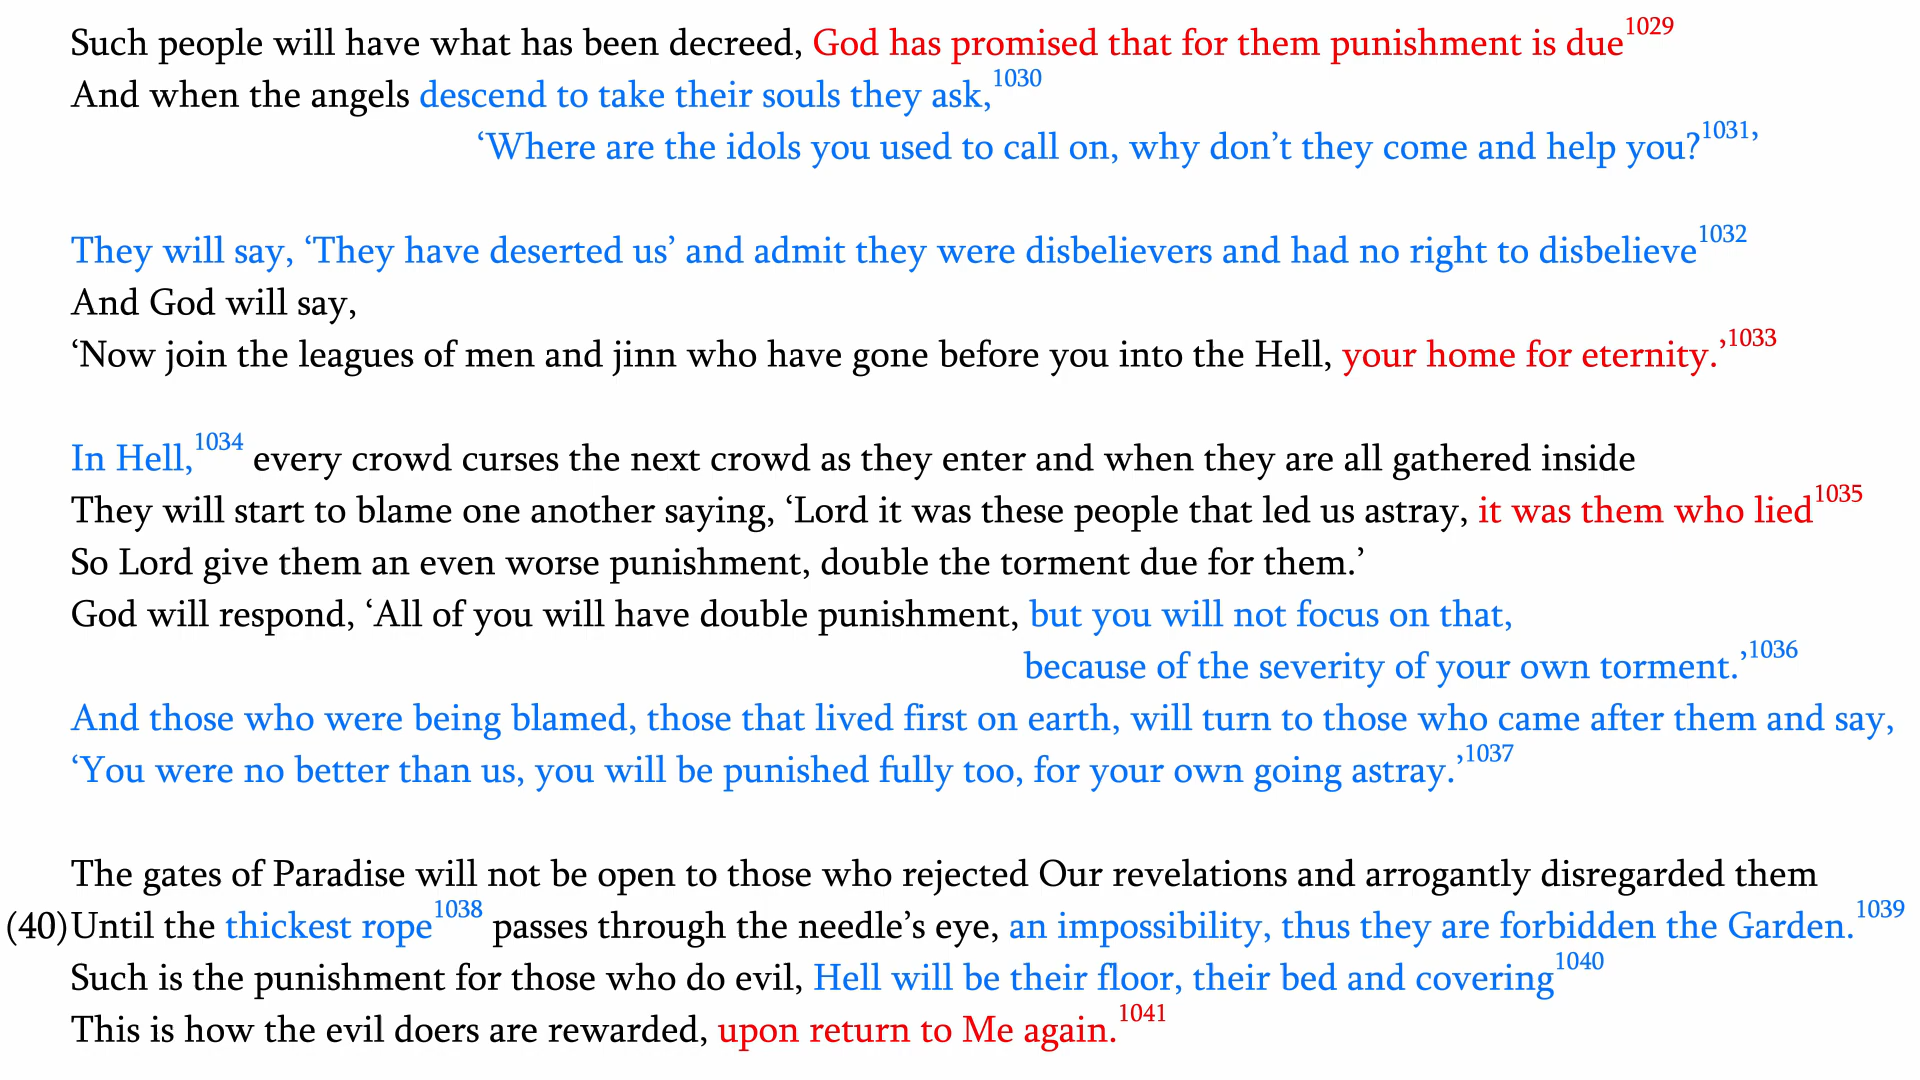 Such people will have what has been decreed, God has promised that for them punishment is due1029
And when the angels descend to take their souls they ask,1030
‘Where are the idols you used to call on, why don’t they come and help you?1031’
They will say, ‘They have deserted us’ and admit they were disbelievers and had no right to disbelieve1032
And God will say,
‘Now join the leagues of men and jinn who have gone before you into the Hell, your home for eternity.’1033
In Hell,1034 every crowd curses the next crowd as they enter and when they are all gathered inside
They will start to blame one another saying, ‘Lord it was these people that led us astray, it was them who lied1035
So Lord give them an even worse punishment, double the torment due for them.’
God will respond, ‘All of you will have double punishment, but you will not focus on that,
because of the severity of your own torment.’1036
And those who were being blamed, those that lived first on earth, will turn to those who came after them and say,
‘You were no better than us, you will be punished fully too, for your own going astray.’1037
The gates of Paradise will not be open to those who rejected Our revelations and arrogantly disregarded them
(40)Until the thickest rope1038 passes through the needle’s eye, an impossibility, thus they are forbidden the Garden.1039
Such is the punishment for those who do evil, Hell will be their floor, their bed and covering1040
This is how the evil doers are rewarded, upon return to Me again.1041